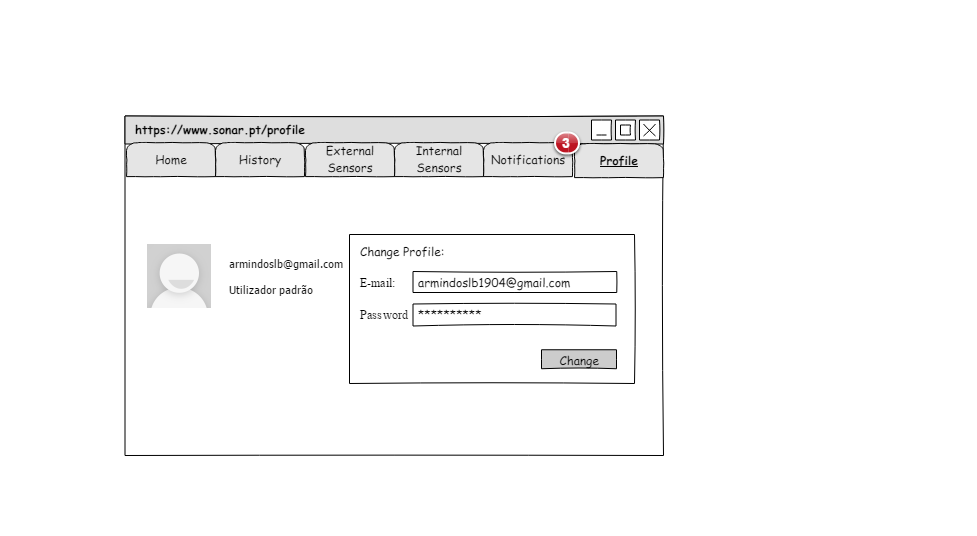 https://www.sonar.pt/profile
3
Home
History
External
Sensors
Internal
Sensors
Notifications
Profile
armindoslb@gmail.com
Utilizador padrão
Change Profile:
E-mail:
armindoslb1904@gmail.com
Password
**********
Change